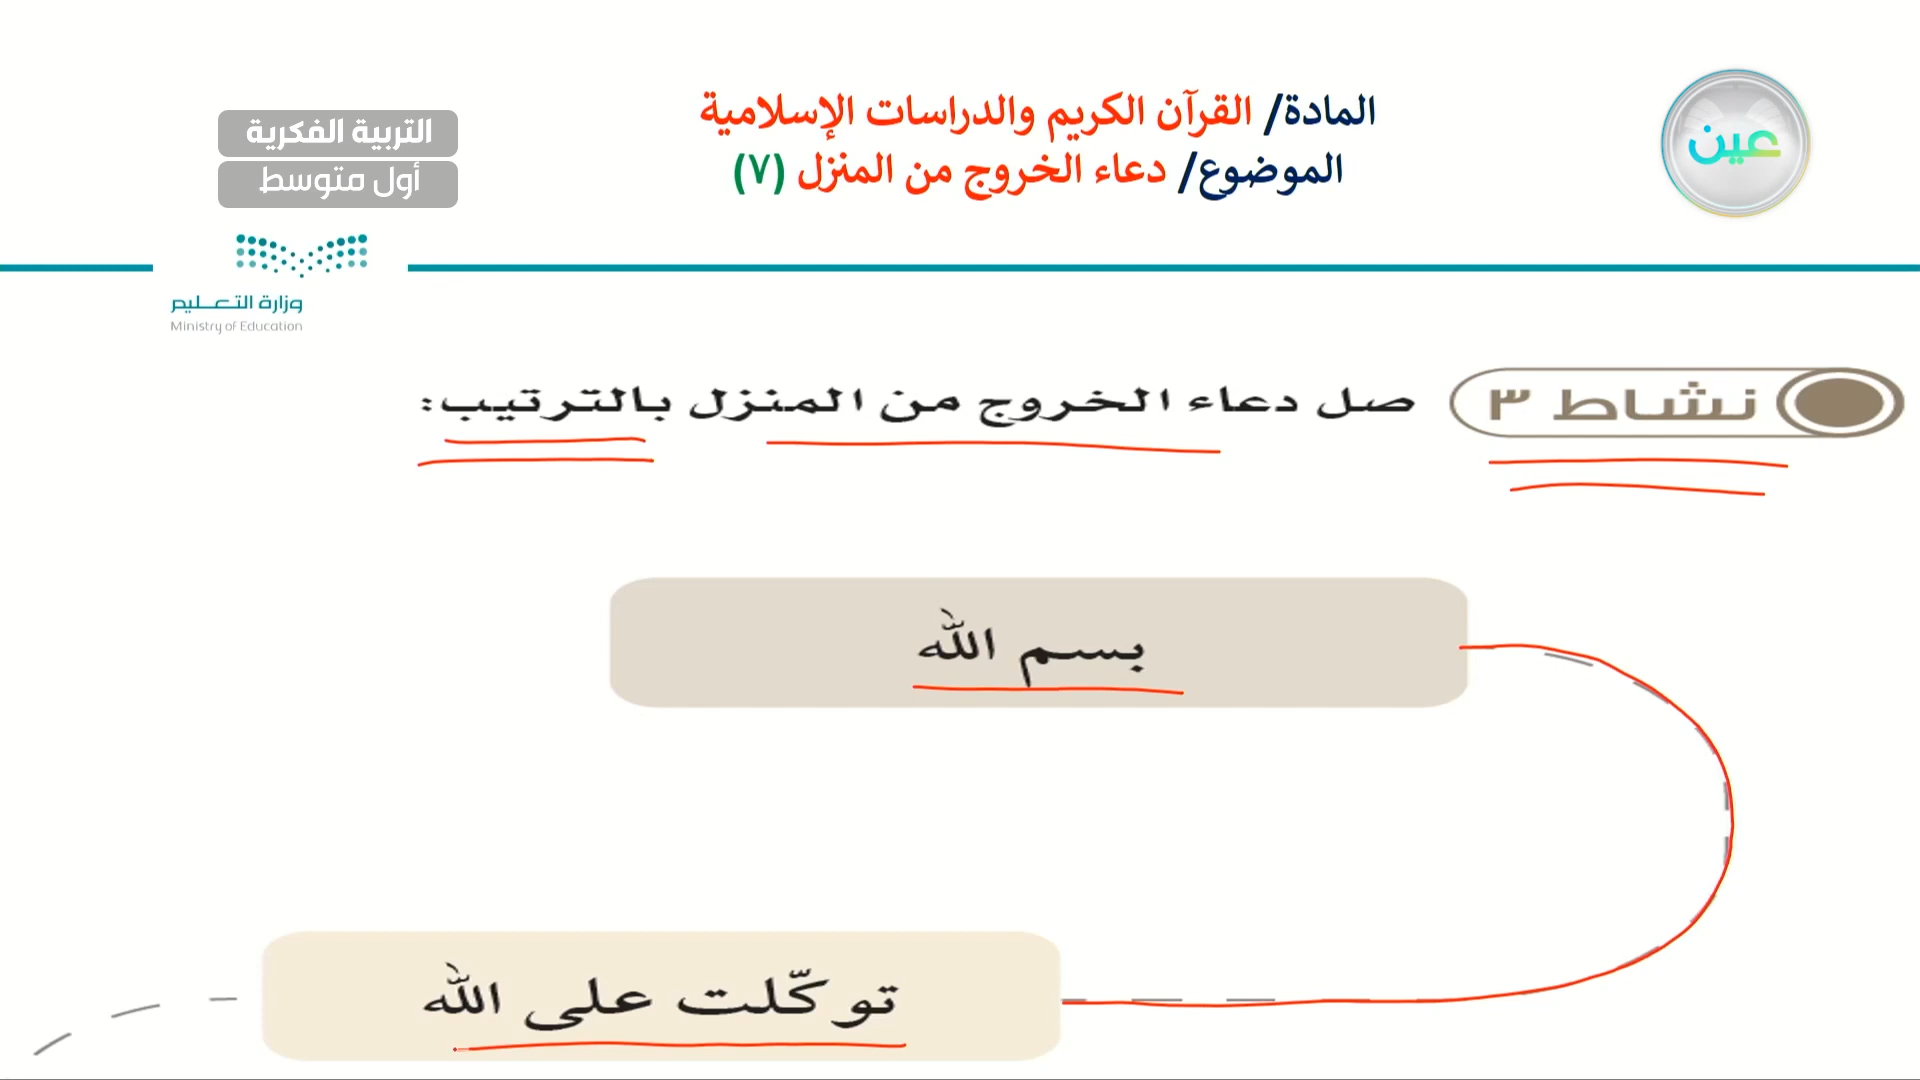 المادة/ القرآن الكريم والدراسات الإسلامية
الموضوع/ دعاء الخروج من المنزل (٧)
عين
التربية الفكرية
أول متوسط
وزارة التعليم
Ministry of Education
نشاط ٣ صل دعاء الخروج من المنزل بالترتيب:
بسم الله
توكّلت على الله